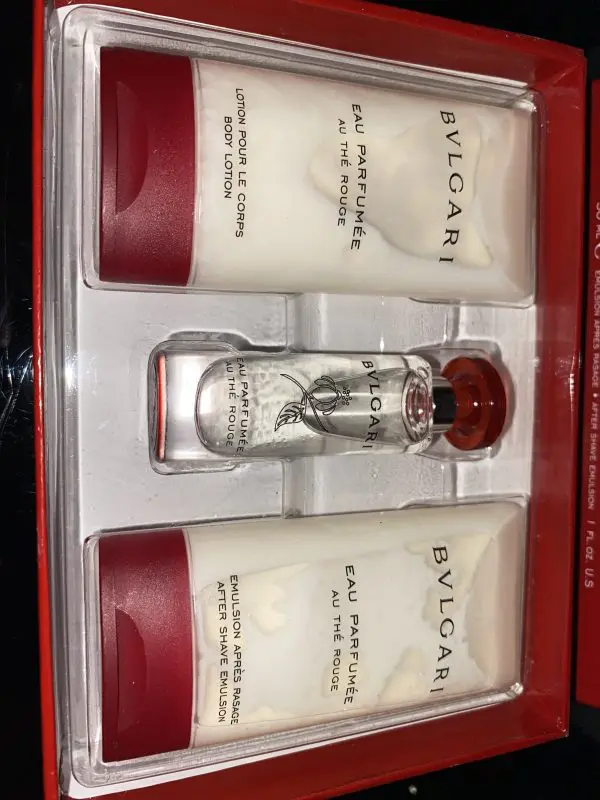 BVLGARI
EAU PARFUMÉE
AU THÉ ROUGE
LOTION POUR LE CORPS
BODY LOTION
BVLGARI
EAU PARFUMÉE
AU THÉ ROUGE
BVLGARI
EAU PARFUMÉE
AU THÉ ROUGE
EMULSION APRÈS RASAGE
AFTER SHAVE EMULSION
30 ML EMULSION APRÈS RASAGE ♦ AFTER SHAVE EMULSION 1 FL.OZ. U.S